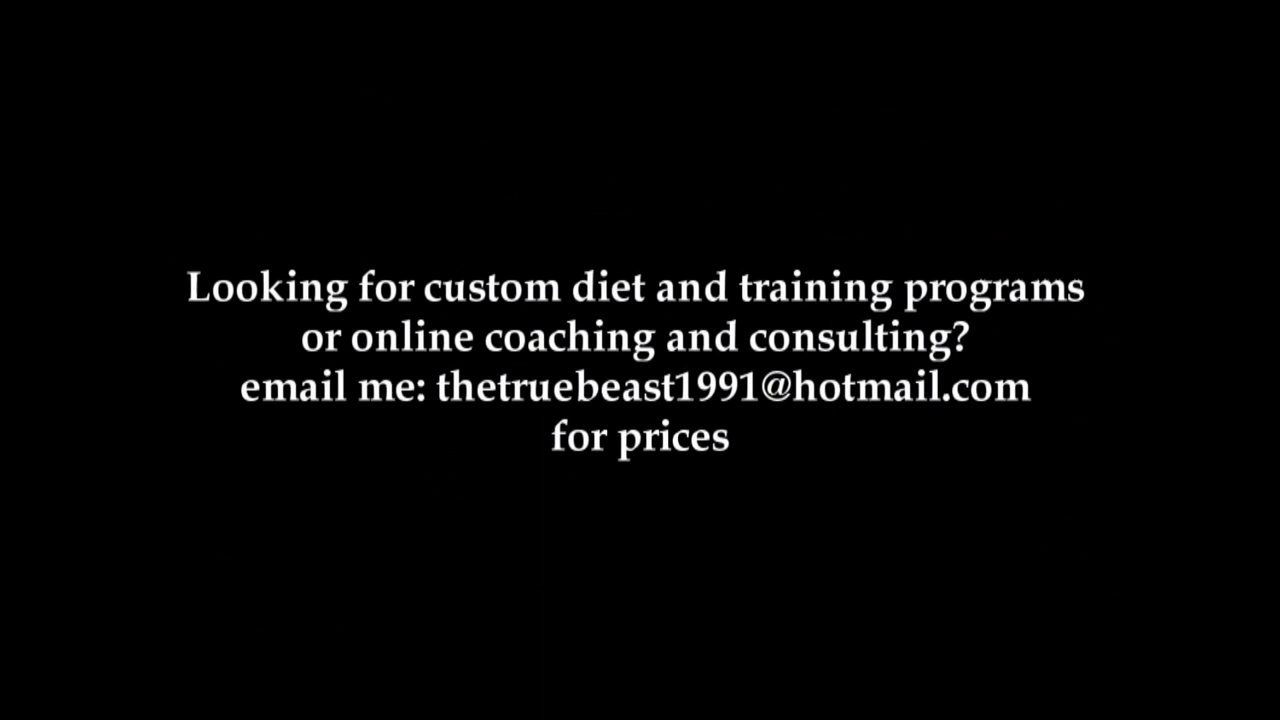 Looking for custom diet and training programs
or online coaching and consulting?
email me: thetruebeast1991@hotmail.com
for prices